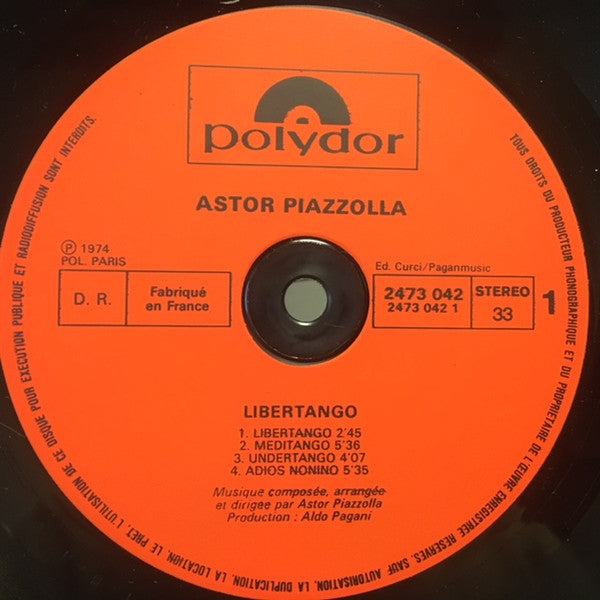 polydor
ASTOR PIAZZOLLA
℗ 1974
POL. PARIS
D. R.
Fabriqué
en France
Ed. Curci/Paganmusic
2473 042
2473 042 1
STEREO
33
1
LIBERTANGO
1. LIBERTANGO 2'45
2. MEDITANGO 5'36
3. UNDERTANGO 4'07
4. ADIOS NONINO 5'35
Musique composée, arrangée
et dirigée par Astor Piazzolla
Production : Aldo Pagani
TOUS DROITS DU PRODUCTEUR PHONOGRAPHIQUE ET DU PROPRIETAIRE DE L'ŒUVRE ENREGISTREE RESERVES. SAUF AUTORISATION, LA DUPLICATION, LA LOCATION, LE PRET, L'UTILISATION DE CE DISQUE POUR EXECUTION PUBLIQUE ET RADIODIFFUSION SONT INTERDITS.